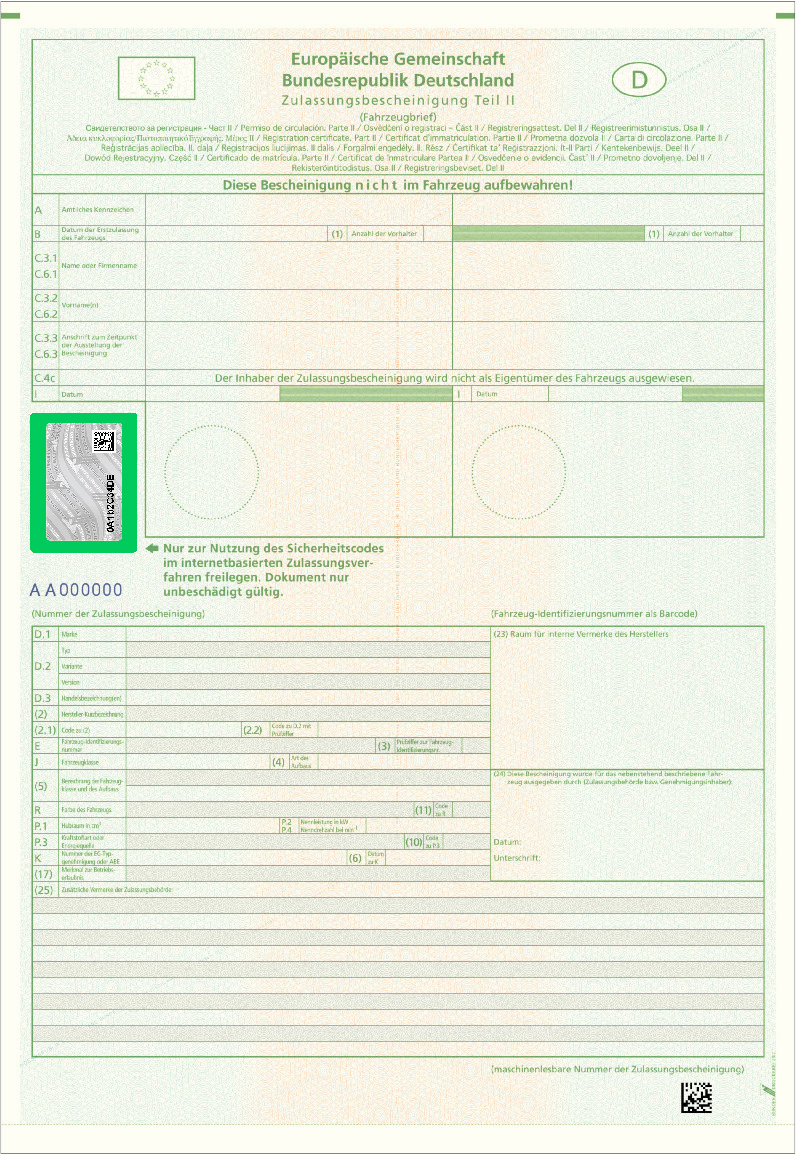 Europäische Gemeinschaft
Bundesrepublik Deutschland
D
Zulassungsbescheinigung Teil II
(Fahrzeugbrief)
Свидетелство за регистрация - Част II / Permiso de circulación. Parte II / Osvědčení o registraci – Část II / Registreringsattest. Del II / Registreerimistunnistus. Osa II /
Άδεια κυκλοφορίας/Πιστοποιητικό Εγγραφής. Μέρος II / Registration certificate. Part II / Certificat d'immatriculation. Partie II / Prometna dozvola II / Carta di circolazione. Parte II /
Reģistrācijas apliecība. II. daļa / Registracijos liudijimas. II dalis / Forgalmi engedély. II. Rész / Ċertifikat ta' Reġistrazzjoni. It-II Parti / Kentekenbewijs. Deel II /
Dowód Rejestracyjny. Część II / Certificado de matrícula. Parte II / Certificat de înmatriculare Partea II / Osvedčenie o evidencii. Časť II / Prometno dovoljenje. Del II /
Rekisteröintitodistus. Osa II / Registreringsbeviset. Del II
Diese Bescheinigung nicht im Fahrzeug aufbewahren!
A Amtliches Kennzeichen
B Datum der Erstzulassung des Fahrzeugs (1) Anzahl der Vorhalter (1) Anzahl der Vorhalter
C.3.1
C.6.1 Name oder Firmenname
C.3.2
C.6.2 Vorname(n)
C.3.3
C.6.3 Anschrift zum Zeitpunkt der Ausstellung der Bescheinigung
C.4c Der Inhaber der Zulassungsbescheinigung wird nicht als Eigentümer des Fahrzeugs ausgewiesen.
I Datum I Datum
0A1b2C34DE
Nur zur Nutzung des Sicherheitscodes
im internetbasierten Zulassungsver-
fahren freilegen. Dokument nur
unbeschädigt gültig.
AA000000
(Nummer der Zulassungsbescheinigung) (Fahrzeug-Identifizierungsnummer als Barcode)
D.1 Marke
Typ
D.2 Variante
Version
D.3 Handelsbezeichnung(en)
(2) Hersteller-Kurzbezeichnung
(2.1) Code zu (2) (2.2) Code zu D.2 mit Prüfziffer
E Fahrzeug-Identifizierungs-nummer (3) Prüfziffer zur Fahrzeug-Identifizierungsnr.
J Fahrzeugklasse (4) Art des Aufbaus
(5) Bezeichnung der Fahrzeug-klasse und des Aufbaus
R Farbe des Fahrzeugs (11) Code zu R
P.1 Hubraum in cm³ P.2 Nennleistung in kW
P.4 Nenndrehzahl bei min⁻¹
P.3 Kraftstoffart oder Energiequelle (10) Code zu P.3
K Nummer der EG-Typ-genehmigung oder ABE (6) Datum zu K
(17) Merkmal zur Betriebs-erlaubnis
(23) Raum für interne Vermerke des Herstellers
(24) Diese Bescheinigung wurde für das nebenstehend beschriebene Fahr-
zeug ausgegeben durch (Zulassungsbehörde bzw. Genehmigungsinhaber):
Datum:
Unterschrift:
(25) Zusätzliche Vermerke der Zulassungsbehörde:
(maschinenlesbare Nummer der Zulassungsbescheinigung)